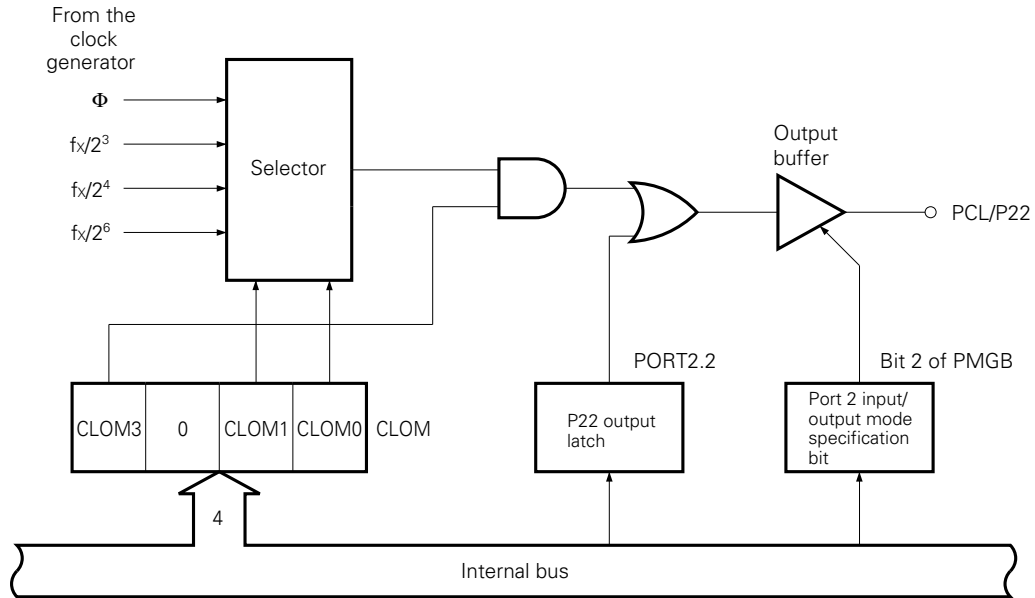 From the
clock
generator
Φ
fx/2³
fx/2⁴
fx/2⁶
Selector
Output
buffer
PCL/P22
PORT2.2
Bit 2 of PMGB
CLOM3
0
CLOM1
CLOM0
CLOM
P22 output
latch
Port 2 input/
output mode
specification
bit
4
Internal bus